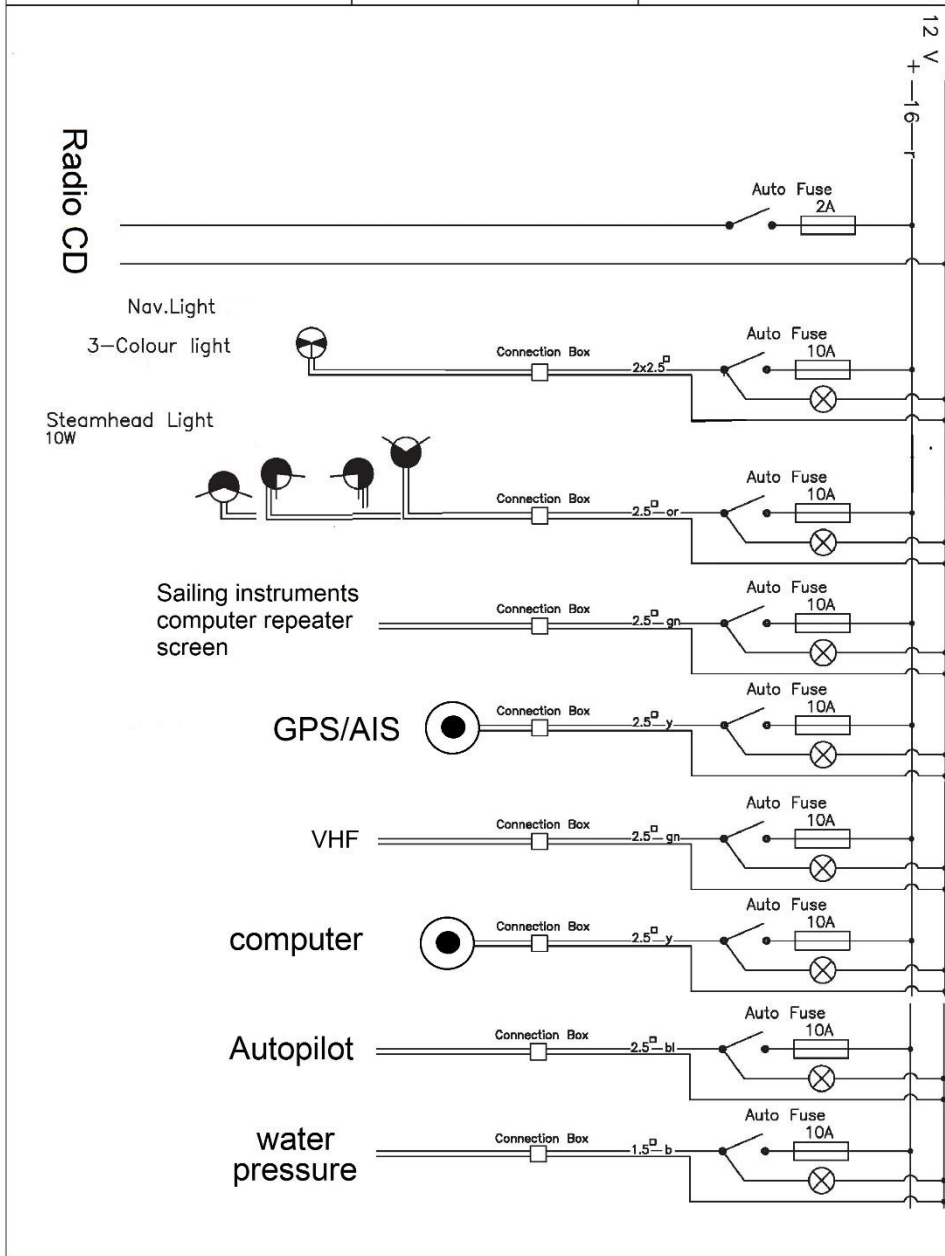 12 V
+ —16—r
Radio CD
Auto Fuse
2A
Nav.Light
3-Colour light
Connection Box
2x2.5□
Auto Fuse
10A
Steamhead Light
10W
Connection Box
2.5□ or
Auto Fuse
10A
Sailing instruments
computer repeater
screen
Connection Box
2.5□ gn
Auto Fuse
10A
GPS/AIS
Connection Box
2.5□ y
Auto Fuse
10A
VHF
Connection Box
2.5□ gn
Auto Fuse
10A
computer
Connection Box
2.5□ y
Auto Fuse
10A
Autopilot
Connection Box
2.5□ bl
Auto Fuse
10A
water
pressure
Connection Box
1.5□ b
Auto Fuse
10A